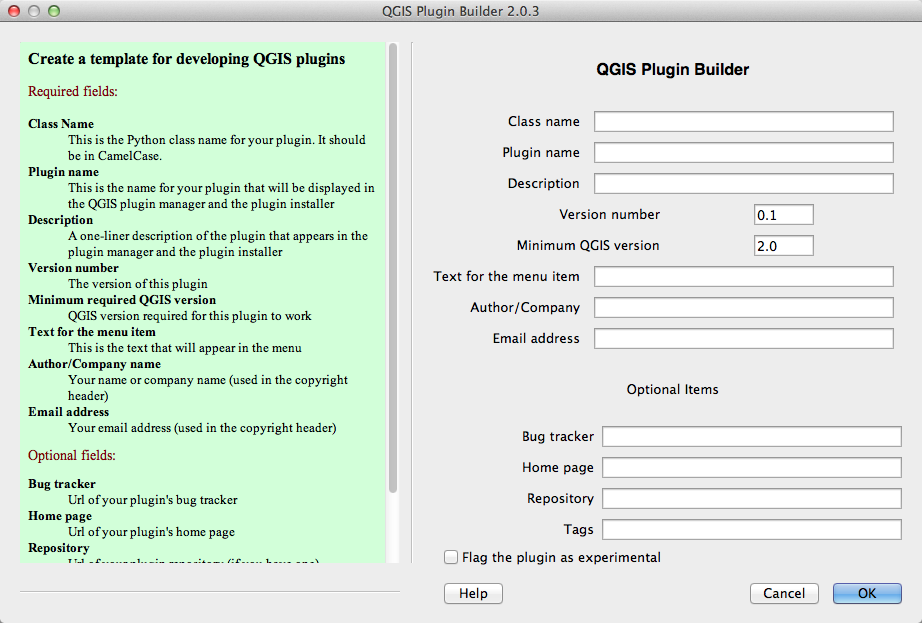 QGIS Plugin Builder 2.0.3
Create a template for developing QGIS plugins
Required fields:
Class Name
This is the Python class name for your plugin. It should
be in CamelCase.
Plugin name
This is the name for your plugin that will be displayed in
the QGIS plugin manager and the plugin installer
Description
A one-liner description of the plugin that appears in the
plugin manager and the plugin installer
Version number
The version of this plugin
Minimum required QGIS version
QGIS version required for this plugin to work
Text for the menu item
This is the text that will appear in the menu
Author/Company name
Your name or company name (used in the copyright
header)
Email address
Your email address (used in the copyright header)
Optional fields:
Bug tracker
Url of your plugin's bug tracker
Home page
Url of your plugin's home page
Repository
Url of your plugin repository (if you have one)
QGIS Plugin Builder
Class name
Plugin name
Description
Version number 0.1
Minimum QGIS version 2.0
Text for the menu item
Author/Company
Email address
Optional Items
Bug tracker
Home page
Repository
Tags
Flag the plugin as experimental
Help Cancel OK